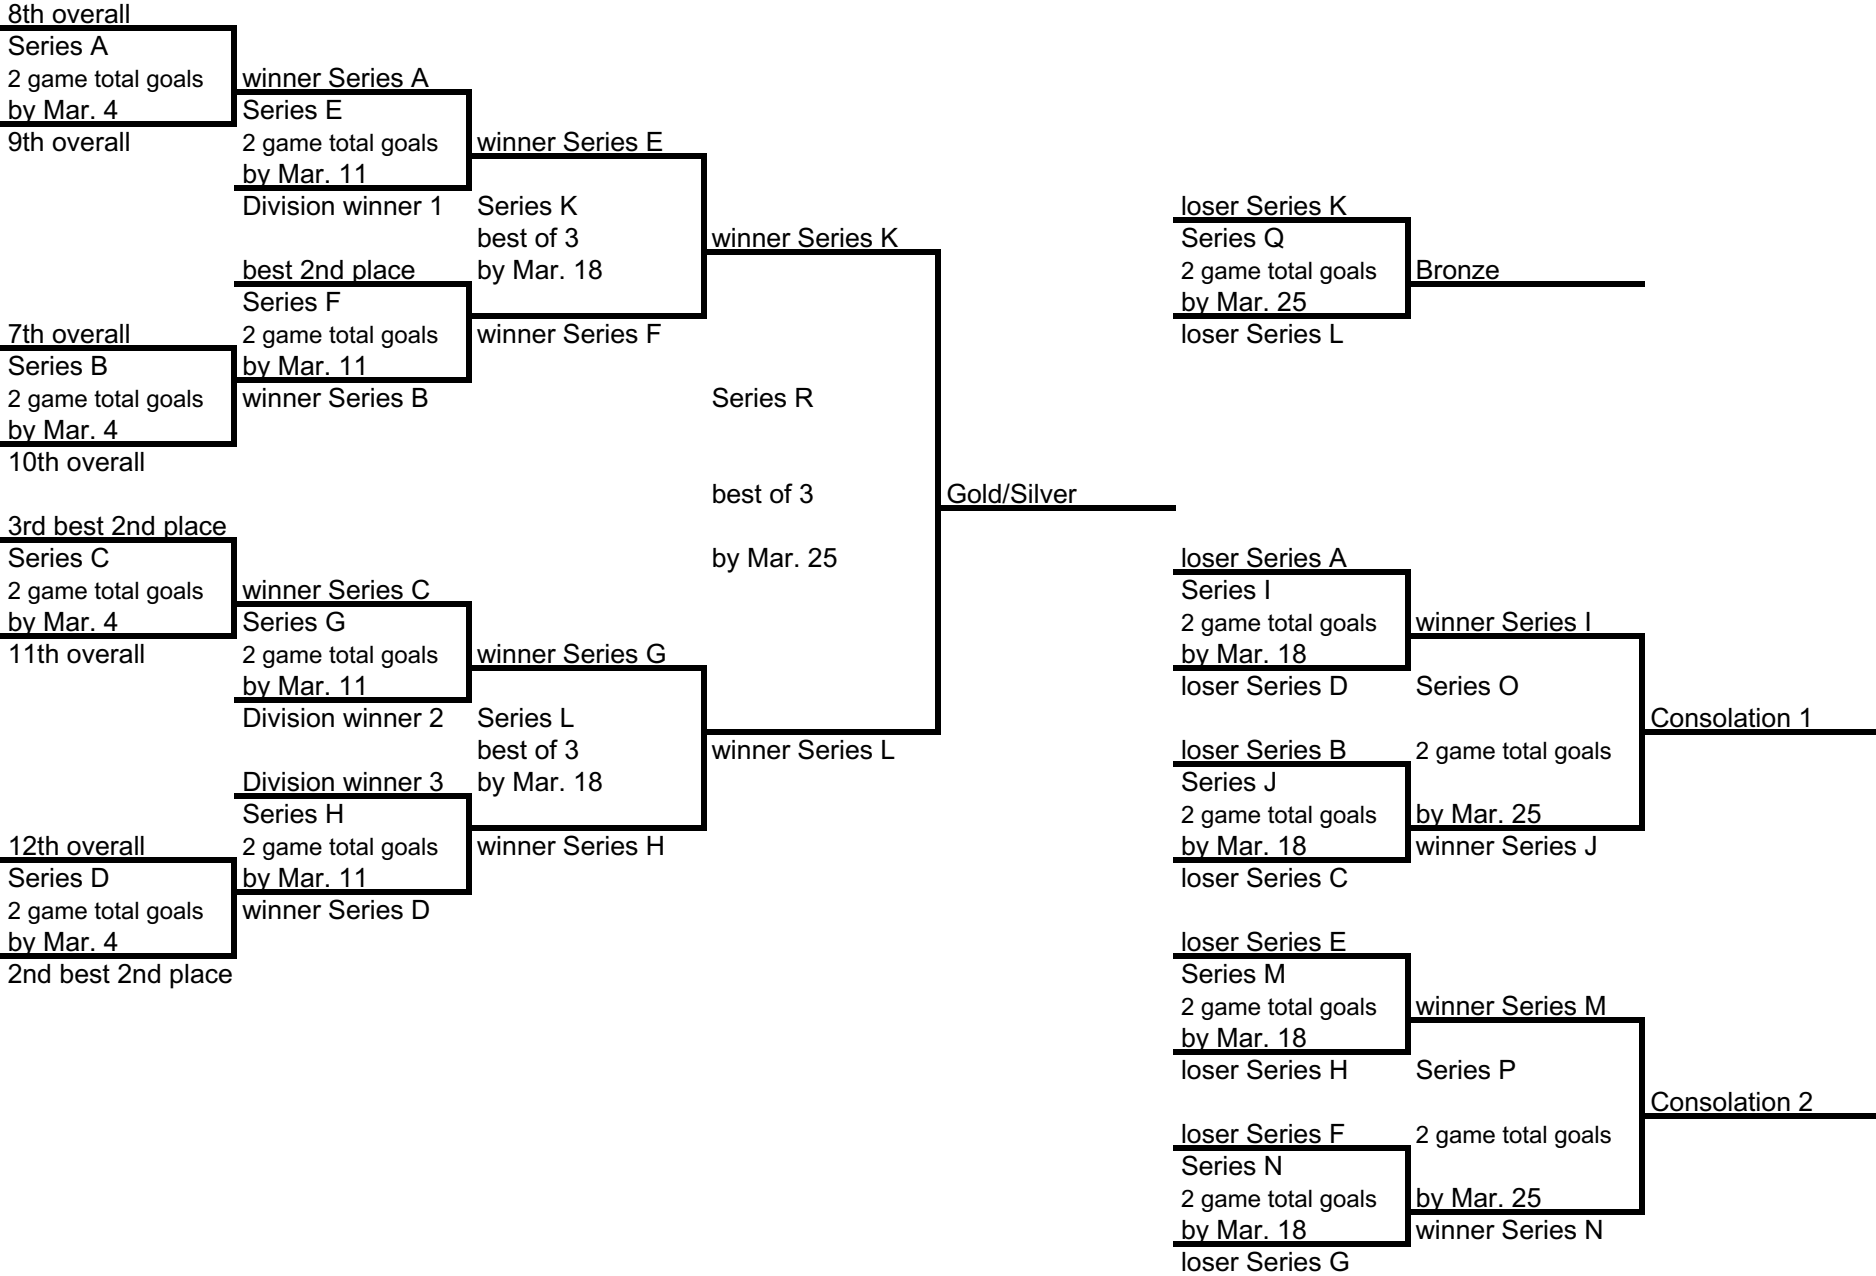 8th overall
Series A
2 game total goals
by Mar. 4
9th overall
winner Series A
Series E
2 game total goals
by Mar. 11
Division winner 1
best 2nd place
Series F
2 game total goals
by Mar. 11
winner Series B
7th overall
Series B
2 game total goals
by Mar. 4
10th overall
winner Series E
Series K
best of 3
by Mar. 18
winner Series F
3rd best 2nd place
Series C
2 game total goals
by Mar. 4
11th overall
winner Series C
Series G
2 game total goals
by Mar. 11
Division winner 2
Division winner 3
Series H
2 game total goals
by Mar. 11
winner Series D
12th overall
Series D
2 game total goals
by Mar. 4
2nd best 2nd place
winner Series G
Series L
best of 3
by Mar. 18
winner Series H
winner Series K
Series R
best of 3
by Mar. 25
winner Series L
Gold/Silver
loser Series K
Series Q
2 game total goals
by Mar. 25
loser Series L
Bronze
loser Series A
Series I
2 game total goals
by Mar. 18
loser Series D
loser Series B
Series J
2 game total goals
by Mar. 18
loser Series C
winner Series I
Series O
2 game total goals
by Mar. 25
winner Series J
Consolation 1
loser Series E
Series M
2 game total goals
by Mar. 18
loser Series H
loser Series F
Series N
2 game total goals
by Mar. 18
loser Series G
winner Series M
Series P
2 game total goals
by Mar. 25
winner Series N
Consolation 2